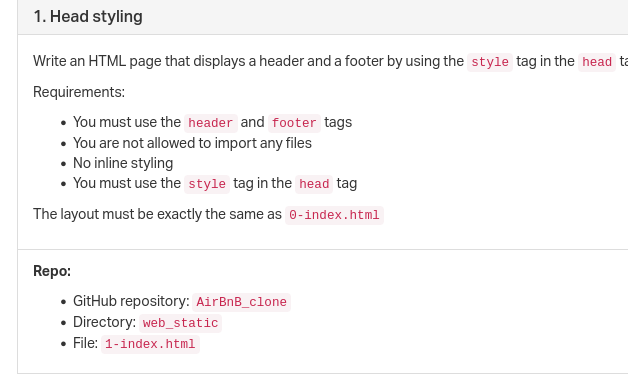 1. Head styling
Write an HTML page that displays a header and a footer by using the style tag in the head
Requirements:
• You must use the header and footer tags
• You are not allowed to import any files
• No inline styling
• You must use the style tag in the head tag
The layout must be exactly the same as 0-index.html
Repo:
• GitHub repository: AirBnB_clone
• Directory: web_static
• File: 1-index.html